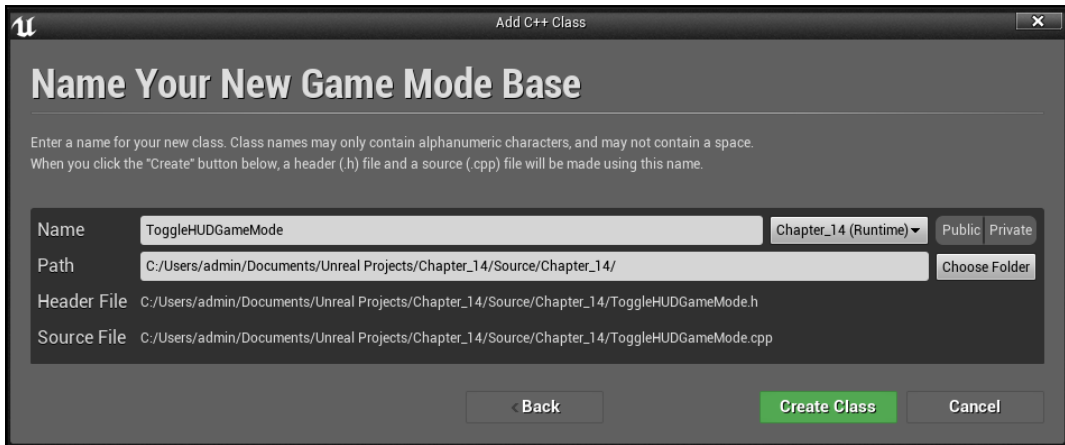 Add C++ Class
Name Your New Game Mode Base
Enter a name for your new class. Class names may only contain alphanumeric characters, and may not contain a space.
When you click the "Create" button below, a header (.h) file and a source (.cpp) file will be made using this name.
Name ToggleHUDGameMode Chapter_14 (Runtime) Public Private
Path C:/Users/admin/Documents/Unreal Projects/Chapter_14/Source/Chapter_14/ Choose Folder
Header File C:/Users/admin/Documents/Unreal Projects/Chapter_14/Source/Chapter_14/ToggleHUDGameMode.h
Source File C:/Users/admin/Documents/Unreal Projects/Chapter_14/Source/Chapter_14/ToggleHUDGameMode.cpp
Back Create Class Cancel